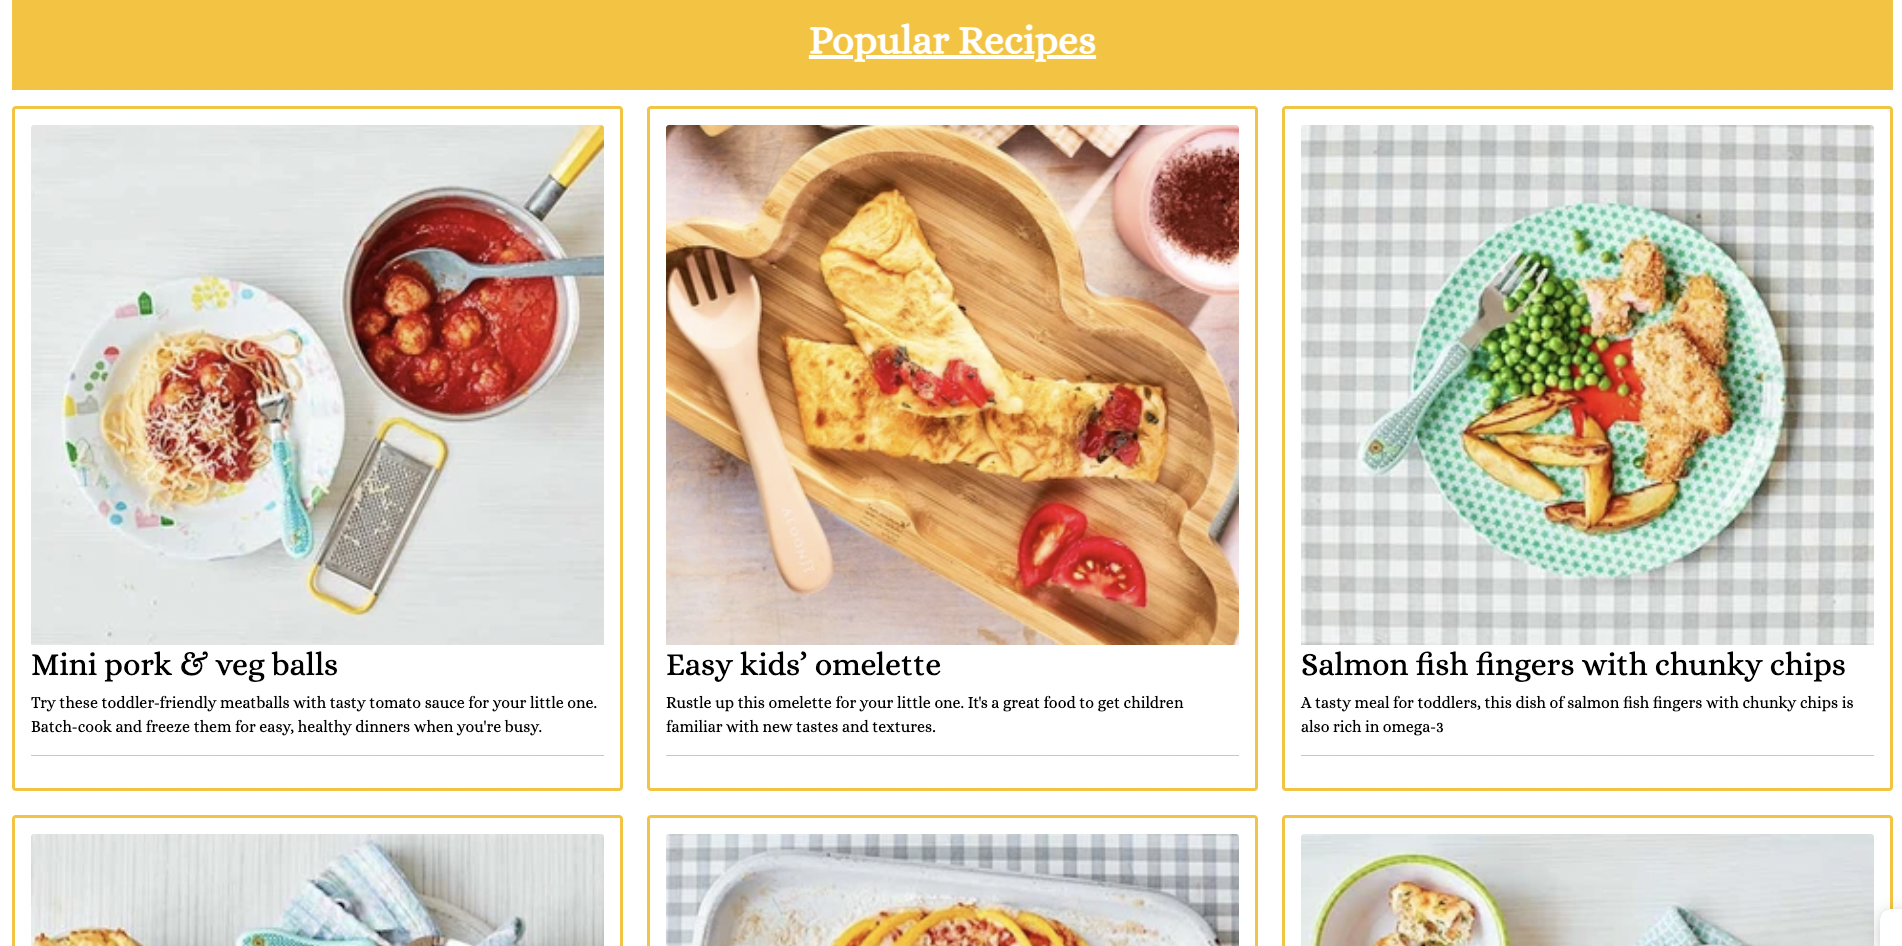 Popular Recipes
Mini pork & veg balls
Try these toddler-friendly meatballs with tasty tomato sauce for your little one.
Batch-cook and freeze them for easy, healthy dinners when you're busy.
Easy kids’ omelette
Rustle up this omelette for your little one. It's a great food to get children
familiar with new tastes and textures.
Salmon fish fingers with chunky chips
A tasty meal for toddlers, this dish of salmon fish fingers with chunky chips is
also rich in omega-3